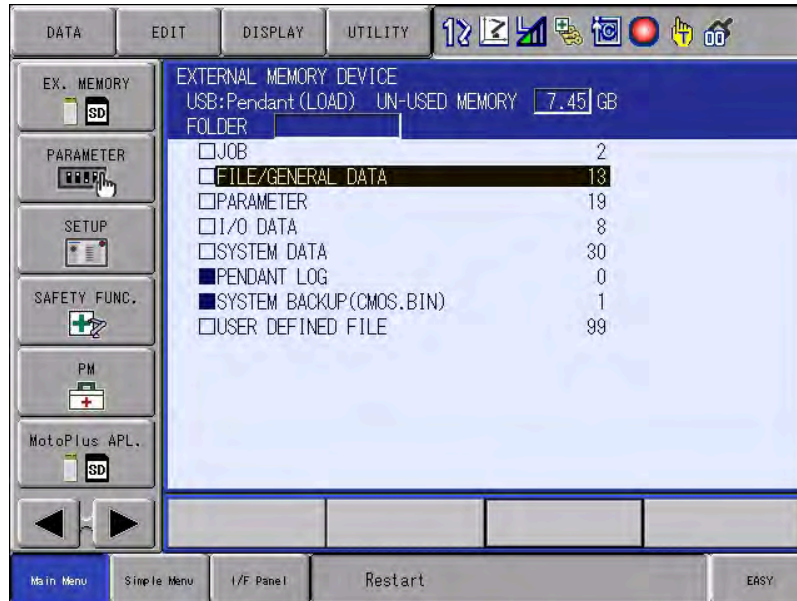 DATA EDIT DISPLAY UTILITY
EX. MEMORY
SD
PARAMETER
SETUP
SAFETY FUNC.
PM
MotoPlus APL.
SD
EXTERNAL MEMORY DEVICE
USB:Pendant(LOAD) UN-USED MEMORY 7.45 GB
FOLDER
JOB 2
FILE/GENERAL DATA 13
PARAMETER 19
I/O DATA 8
SYSTEM DATA 30
PENDANT LOG 0
SYSTEM BACKUP(CMOS.BIN) 1
USER DEFINED FILE 99
Main Menu Simple Menu I/F Panel Restart EASY